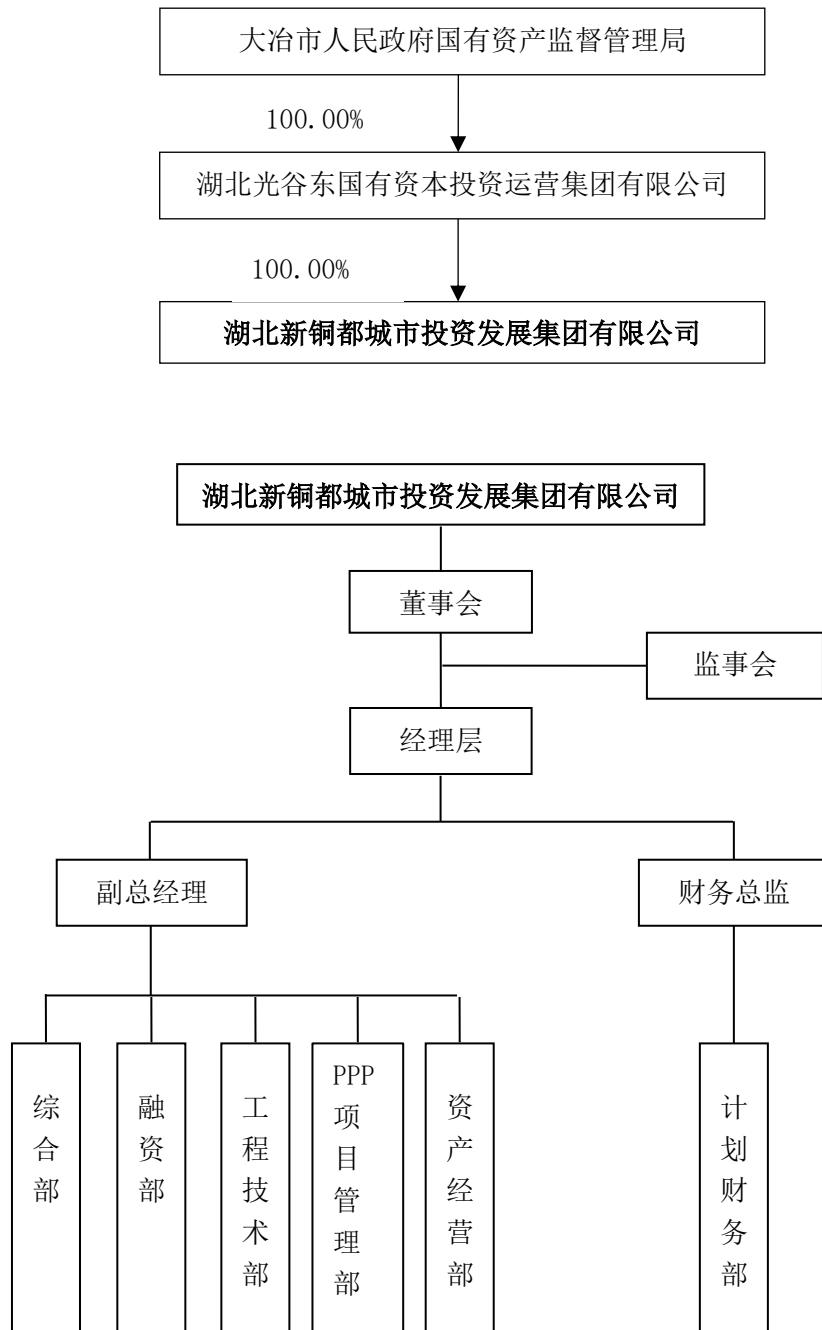 大冶市人民政府国有资产监督管理局
100.00%
湖北光谷东国有资本投资运营集团有限公司
100.00%
湖北新铜都城市投资发展集团有限公司
湖北新铜都城市投资发展集团有限公司
董事会
监事会
经理层
副总经理
财务总监
综合部
融资部
工程技术部
PPP项目管理部
资产经营部
计划财务部